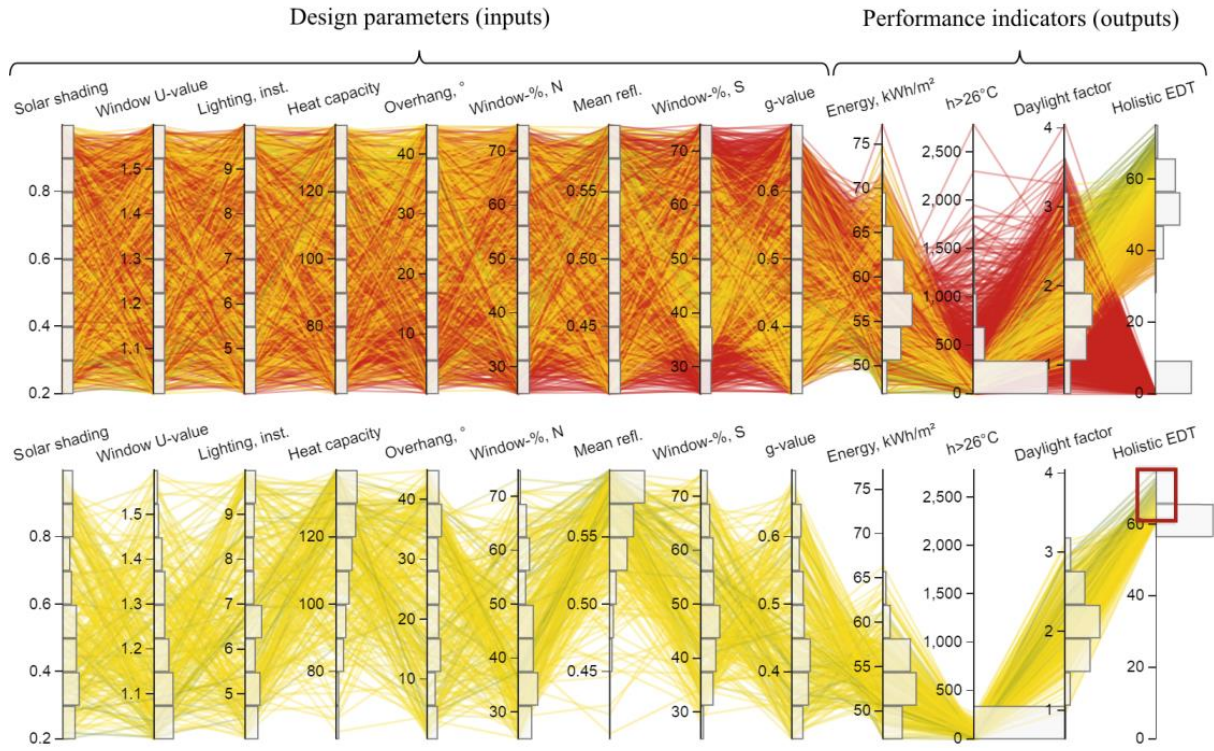 Design parameters (inputs) Performance indicators (outputs)
Solar shading Window U-value Lighting, inst. Heat capacity Overhang, ° Window-%, N Mean refl. Window-%, S g-value Energy, kWh/m² h>26°C Daylight factor Holistic EDT
0.8 0.6 0.4 0.2
1.5 1.4 1.3 1.2 1.1
9 8 7 6 5
120 100 80
40 30 20 10
70 60 50 40 30
0.55 0.50 0.45
70 60 50 40 30
0.6 0.5 0.4
75 70 65 60 55 50
2,500 2,000 1,500 1,000 500 0
4 3 2 1
60 40 20 0
Solar shading Window U-value Lighting, inst. Heat capacity Overhang, ° Window-%, N Mean refl. Window-%, S g-value Energy, kWh/m² h>26°C Daylight factor Holistic EDT
0.8 0.6 0.4 0.2
1.5 1.4 1.3 1.2 1.1
9 8 7 6 5
120 100 80
40 30 20 10
70 60 50 40 30
0.55 0.50 0.45
70 60 50 40 30
0.6 0.5 0.4
75 70 65 60 55 50
2,500 2,000 1,500 1,000 500 0
4 3 2 1
60 40 20 0